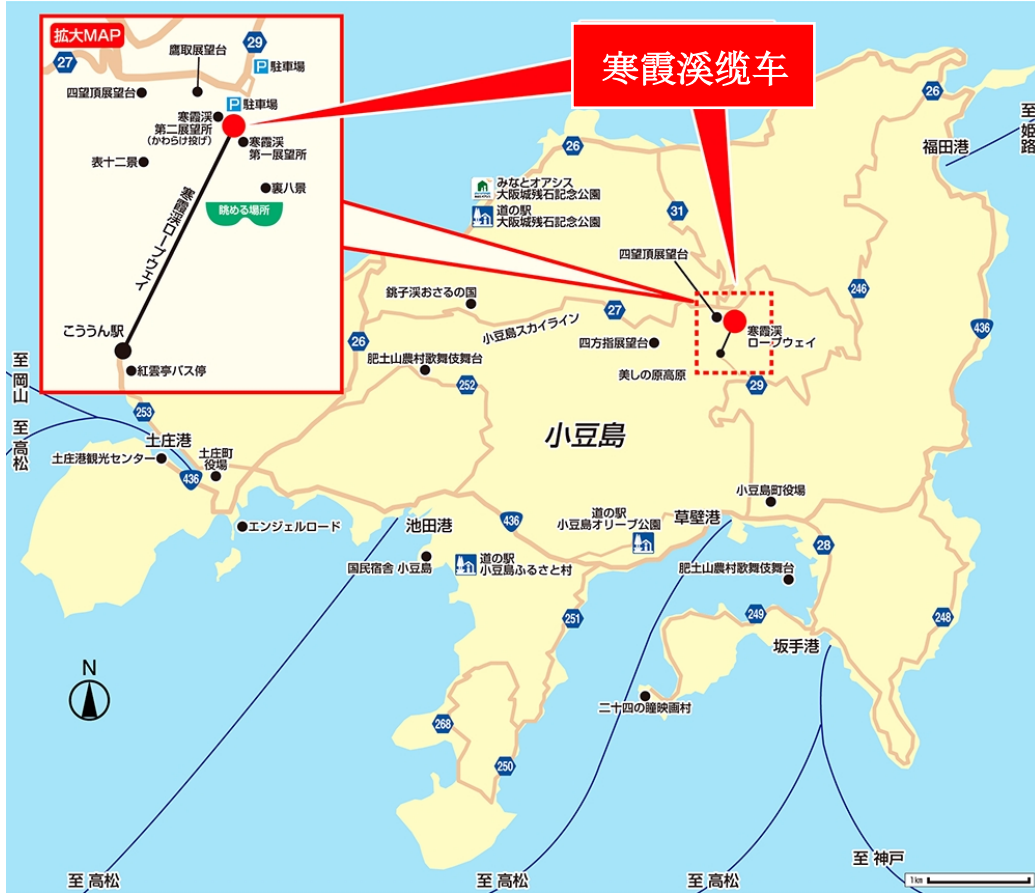 拡大MAP
27
29
鷹取展望台
P 駐車場
四望頂展望台
P 駐車場
寒霞渓
第二展望所
(かわらけ投げ)
寒霞渓
第一展望所
表十二景
裏八景
眺める場所
寒霞渓ロープウェイ
こううん駅
紅雲亭バス停
寒霞溪缆车
26
至姫路
福田港
26
みなとオアシス
大阪城残石記念公園
道の駅
大阪城残石記念公園
31
四望頂展望台
246
436
銚子渓おさるの国
27
小豆島スカイライン
四方指展望台
寒霞渓
ロープウェイ
美しの原高原
29
26
肥土山農村歌舞伎舞台
252
至岡山
至高松
253
土庄港
土庄港観光センター
436
土庄町
役場
エンジェルロード
小豆島
池田港
436
国民宿舎 小豆島
道の駅
小豆島ふるさと村
道の駅
小豆島オリーブ公園
草壁港
小豆島町役場
28
肥土山農村歌舞伎舞台
249
坂手港
248
251
二十四の瞳映画村
268
250
N
至 高松
至 高松
至 高松
至 神戸
1km